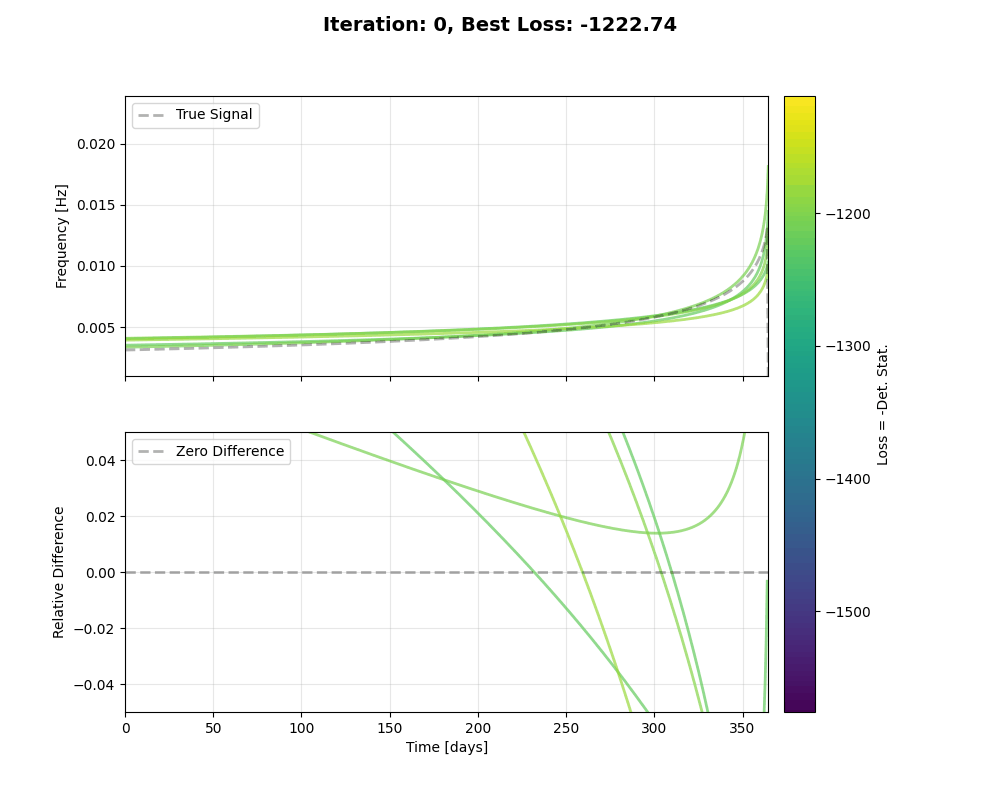 Iteration: 0, Best Loss: -1222.74
True Signal
0.020
0.015
0.010
0.005
Frequency [Hz]
Zero Difference
0.04
0.02
0.00
−0.02
−0.04
Relative Difference
0 50 100 150 200 250 300 350
Time [days]
−1200
−1300
−1400
−1500
Loss = -Det. Stat.